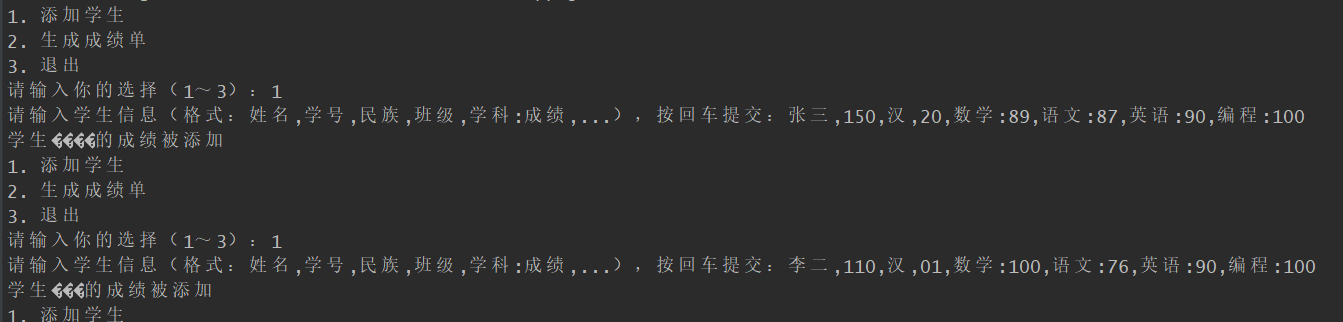 1. 添加学生
2. 生成成绩单
3. 退出
请输入你的选择（1～3）：1
请输入学生信息（格式：姓名,学号,民族,班级,学科:成绩,...），按回车提交：张三,150,汉,20,数学:89,语文:87,英语:90,编程:100
学生����的成绩被添加
1. 添加学生
2. 生成成绩单
3. 退出
请输入你的选择（1～3）：1
请输入学生信息（格式：姓名,学号,民族,班级,学科:成绩,...），按回车提交：李二,110,汉,01,数学:100,语文:76,英语:90,编程:100
学生���的成绩被添加
1. 添加学生